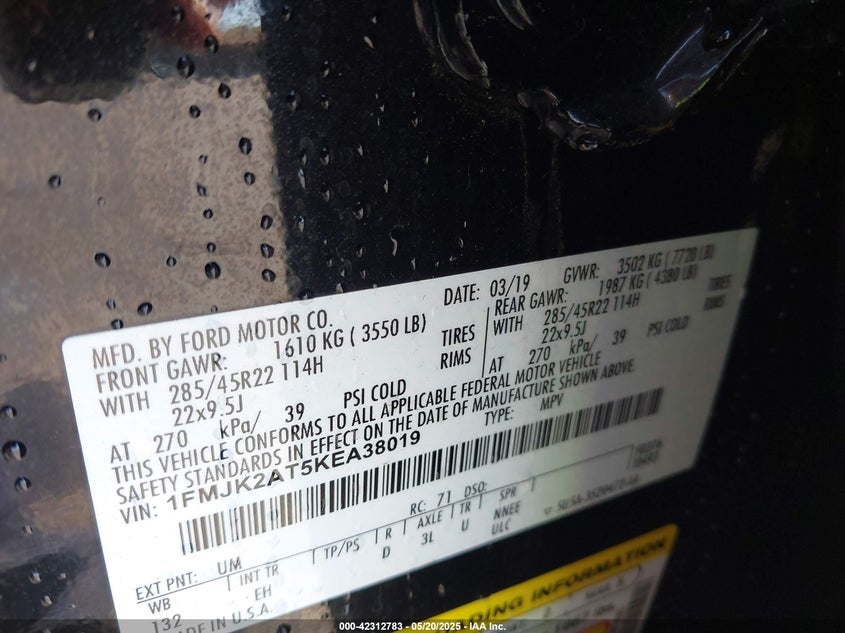 MFD. BY FORD MOTOR CO.
DATE: 03/19 GVWR: 3502 KG ( 7720 LB)
FRONT GAWR: 1610 KG ( 3550 LB)
REAR GAWR: 1987 KG ( 4380 LB)
WITH 285/45R22 114H TIRES
WITH 285/45R22 114H TIRES
22x9.5J RIMS
22x9.5J RIMS
AT 270 kPa/ 39 PSI COLD
AT 270 kPa/ 39 PSI COLD
THIS VEHICLE CONFORMS TO ALL APPLICABLE FEDERAL MOTOR VEHICLE
SAFETY STANDARDS IN EFFECT ON THE DATE OF MANUFACTURE SHOWN ABOVE.
VIN: 1FMJK2AT5KEA38019 TYPE: MPV
EXT PNT: UM RC: 71 DSO:
WB INT TR TP/PS R AXLE TR SPR
132 EH D 3L U NNEE
ULC
MADE IN U.S.A.
DING INFORMATION
000-42312783 — 05/20/2025 — IAA Inc.